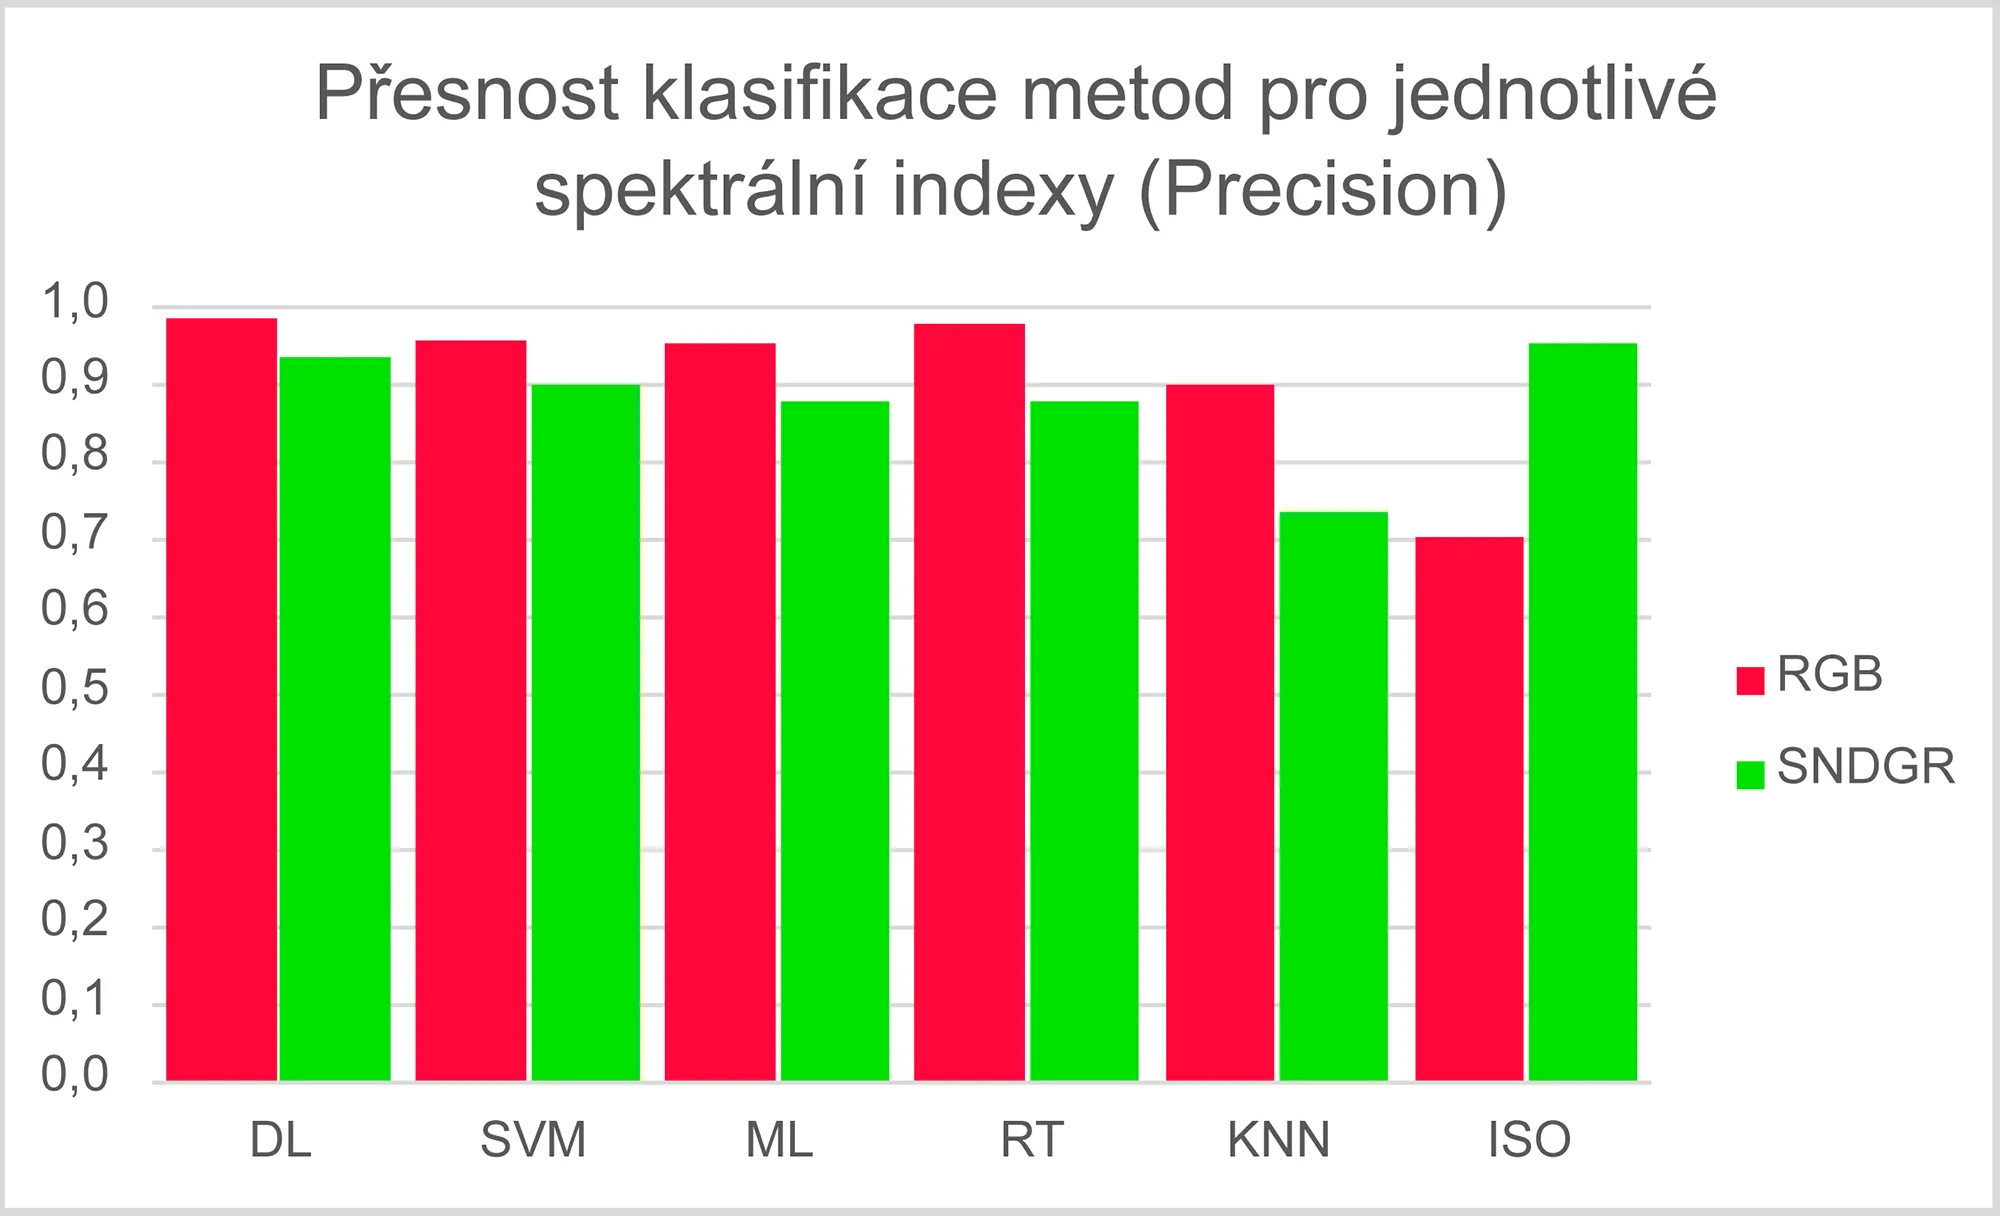 Přesnost klasifikace metod pro jednotlivé
spektrální indexy (Precision)
1,0
0,9
0,8
0,7
0,6
0,5
0,4
0,3
0,2
0,1
0,0
DL SVM ML RT KNN ISO
RGB
SNDGR